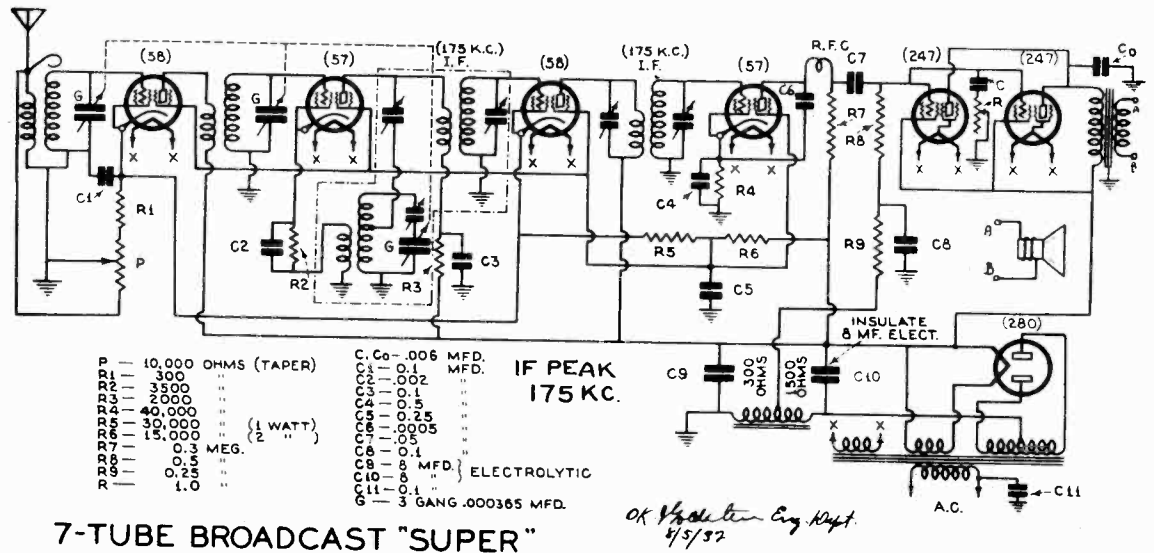 (58)
(57)
(175 K.C.)
I.F.
(58)
(175 K.C.)
I.F.
(57)
R.F.C
C7
(247)
(247)
Co
G
G
C6
C
R
R7
R8
A
B
X X
X X
X X
X X
X X
X X
C1
R1
P
C2
R2
G
R3
C3
C4
R4
R5
R6
C5
R9
C8
A
B
INSULATE
8 MF. ELECT.
(280)
C9
300
OHMS
1500
OHMS
C10
X X
A.C.
C11
P — 10,000 OHMS (TAPER)
R1 — 300 "
R2 — 3500 "
R3 — 2000 "
R4 — 40,000 "
R5 — 30,000 " (1 WATT)
R6 — 15,000 " (2 " )
R7 — 0.3 MEG.
R8 — 0.5 "
R9 — 0.25 "
R — 1.0 "
C, Co — .006 MFD.
C1 — 0.1 MFD.
C2 — .002 "
C3 — 0.1 "
C4 — 0.5 "
C5 — 0.25 "
C6 — .0005 "
C7 — .05 "
C8 — 0.1 "
C9 — 8 MFD. } ELECTROLYTIC
C10 — 8 "
C11 — 0.1 "
G — 3 GANG .000365 MFD.
IF PEAK
175 KC.
7-TUBE BROADCAST "SUPER"
OK Eng. Dept.
8/5/32